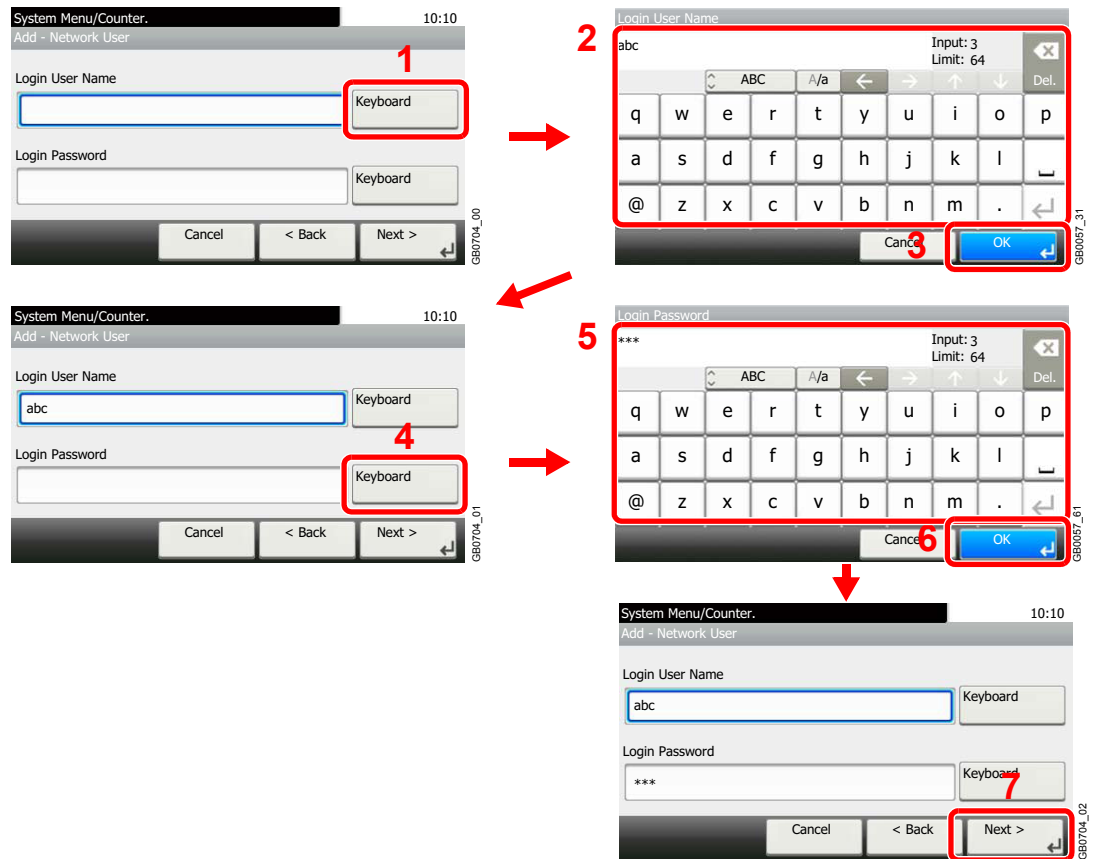 System Menu/Counter. 10:10
Add - Network User
1
Login User Name
Keyboard
Login Password
Keyboard
Cancel < Back Next >
GB0704_00
Login User Name
2
abc Input: 3
Limit: 64
ABC A/a Del.
q w e r t y u i o p
a s d f g h j k l
@ z x c v b n m .
Cancel OK
3
GB0057_31
System Menu/Counter. 10:10
Add - Network User
Login User Name
abc Keyboard
4
Login Password
Keyboard
Cancel < Back Next >
GB0704_01
Login Password
5
*** Input: 3
Limit: 64
ABC A/a Del.
q w e r t y u i o p
a s d f g h j k l
@ z x c v b n m .
Cancel OK
6
GB0057_61
System Menu/Counter. 10:10
Add - Network User
Login User Name
abc Keyboard
Login Password
*** Keyboard
7
Cancel < Back Next >
GB0704_02